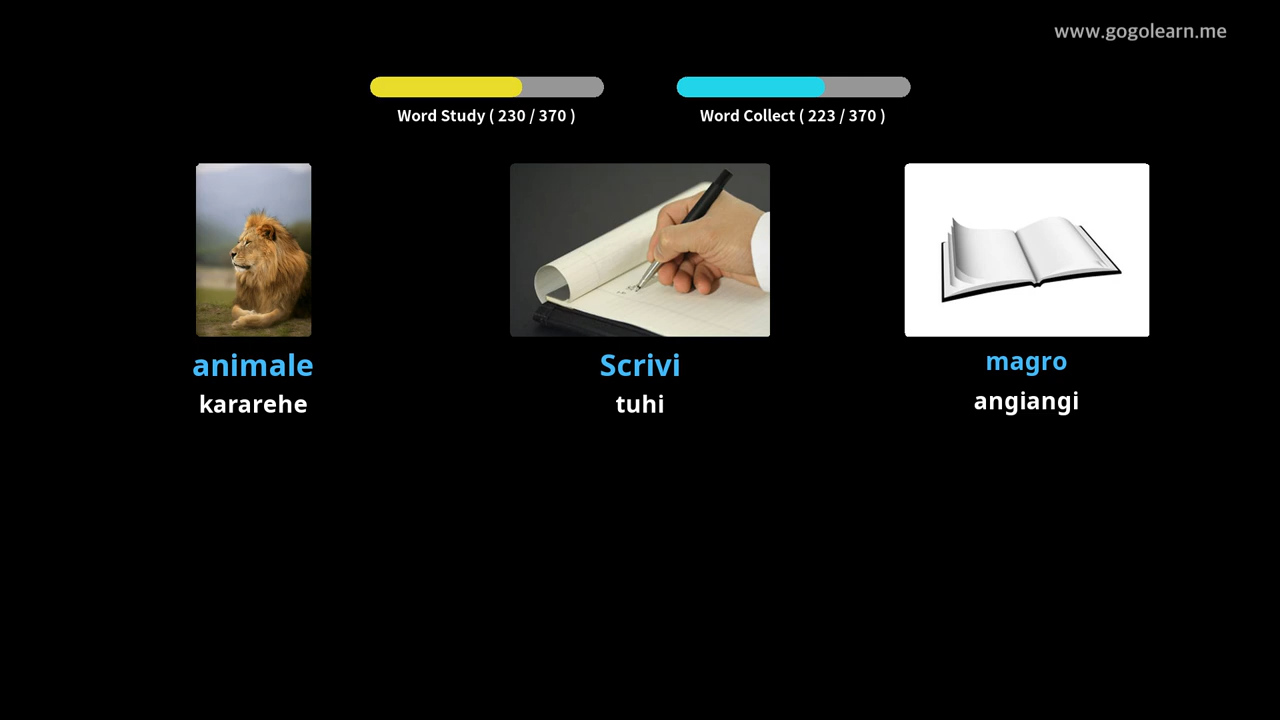 www.gogolearn.me
Word Study ( 230 / 370 )
Word Collect ( 223 / 370 )
animale
kararehe
Scrivi
tuhi
magro
angiangi